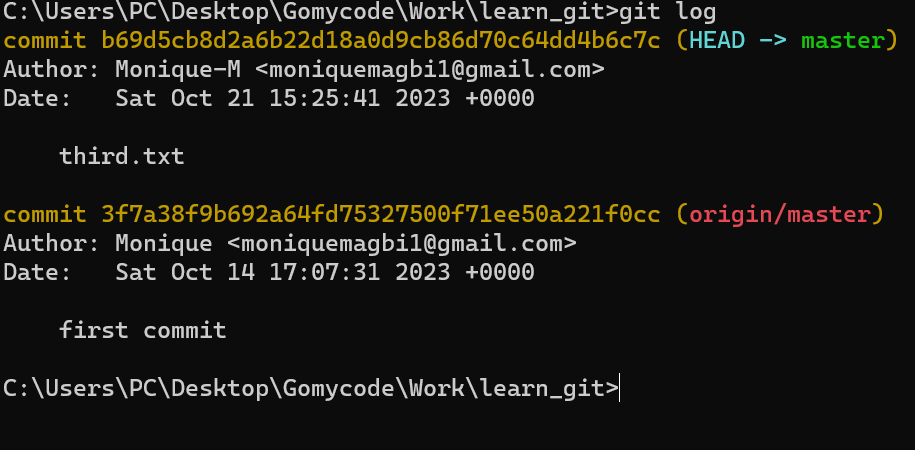 C:\Users\PC\Desktop\Gomycode\Work\learn_git>git log
commit b69d5cb8d2a6b22d18a0d9cb86d70c64dd4b6c7c (HEAD -> master)
Author: Monique-M <moniquemagbi1@gmail.com>
Date:   Sat Oct 21 15:25:41 2023 +0000
    third.txt
commit 3f7a38f9b692a64fd75327500f71ee50a221f0cc (origin/master)
Author: Monique <moniquemagbi1@gmail.com>
Date:   Sat Oct 14 17:07:31 2023 +0000
    first commit
C:\Users\PC\Desktop\Gomycode\Work\learn_git>